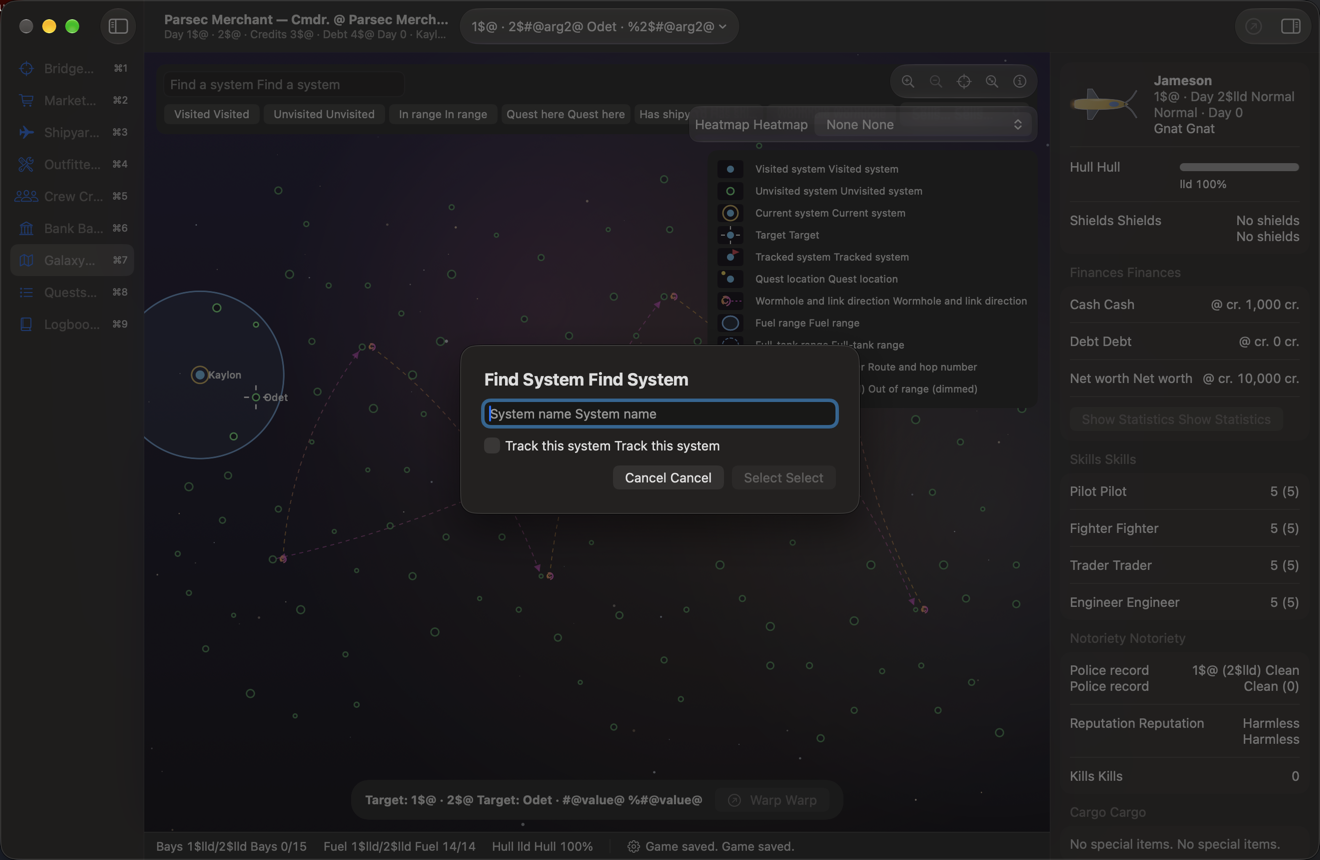 Parsec Merchant — Cmdr. @ Parsec Merch...
Day 1$@ · 2$@ · Credits 3$@ · Debt 4$@ Day 0 · Kayl...
1$@ · 2$#@arg2@ Odet · %2$#@arg2@
Bridge... ⌘1
Market... ⌘2
Shipyar... ⌘3
Outfitte... ⌘4
Crew Cr... ⌘5
Bank Ba... ⌘6
Galaxy... ⌘7
Quests... ⌘8
Logboo... ⌘9
Find a system Find a system
Visited Visited
Unvisited Unvisited
In range In range
Quest here Quest here
Has shipy
Heatmap Heatmap
None None
Visited system Visited system
Unvisited system Unvisited system
Current system Current system
Target Target
Tracked system Tracked system
Quest location Quest location
Wormhole and link direction Wormhole and link direction
Fuel range Fuel range
Full-tank range Full-tank range
r Route and hop number
) Out of range (dimmed)
Kaylon
Odet
Find System Find System
System name System name
Track this system Track this system
Cancel Cancel
Select Select
Target: 1$@ · 2$@ Target: Odet · #@value@ %#@value@
Warp Warp
Bays 1$lld/2$lld Bays 0/15
Fuel 1$lld/2$lld Fuel 14/14
Hull lld Hull 100%
Game saved. Game saved.
Jameson
1$@ · Day 2$lld Normal
Normal · Day 0
Gnat Gnat
Hull Hull
lld 100%
Shields Shields
No shields
No shields
Finances Finances
Cash Cash @ cr. 1,000 cr.
Debt Debt @ cr. 0 cr.
Net worth Net worth @ cr. 10,000 cr.
Show Statistics Show Statistics
Skills Skills
Pilot Pilot 5 (5)
Fighter Fighter 5 (5)
Trader Trader 5 (5)
Engineer Engineer 5 (5)
Notoriety Notoriety
Police record 1$@ (2$lld) Clean
Police record Clean (0)
Reputation Reputation Harmless
Harmless
Kills Kills 0
Cargo Cargo
No special items. No special items.